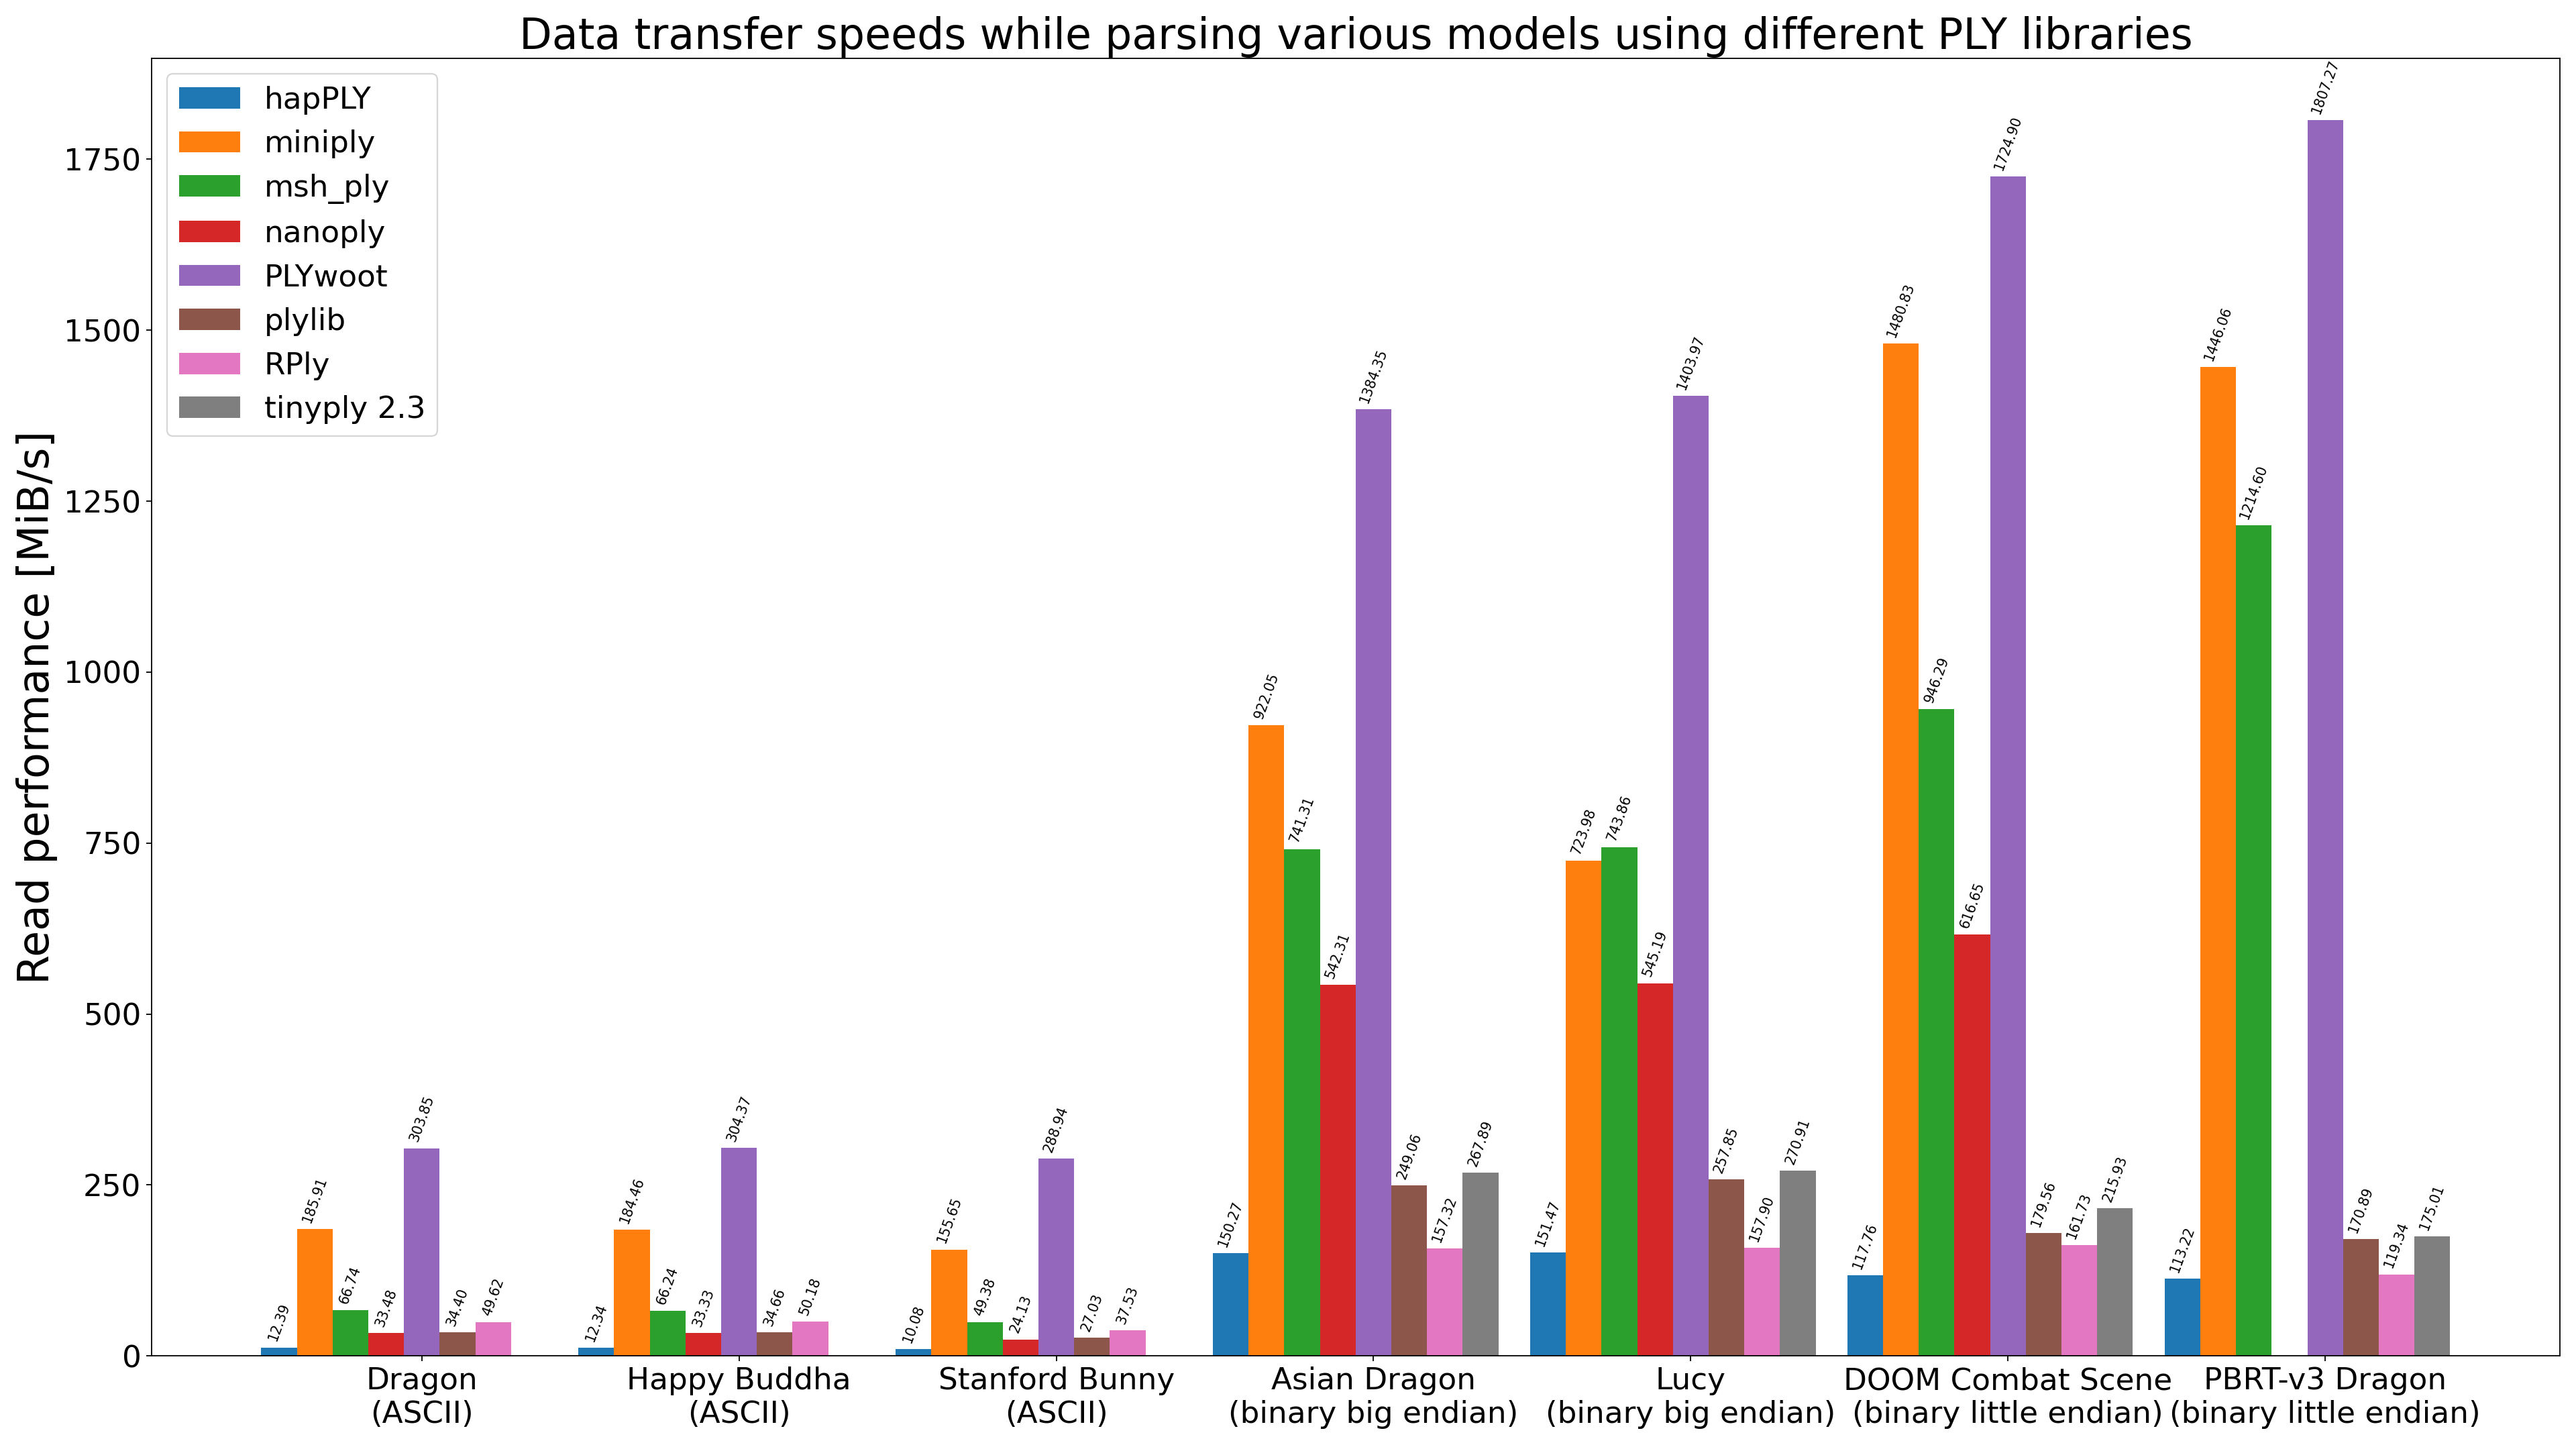 Data transfer speeds while parsing various models using different PLY libraries
hapPLY
miniply
msh_ply
nanoply
PLYwoot
plylib
RPly
tinyply 2.3
Read performance [MiB/s]
1750
1500
1250
1000
750
500
250
0
12.39
185.91
66.74
33.48
303.85
34.40
49.62
12.34
184.46
66.24
33.33
304.37
34.66
50.18
10.08
155.65
49.38
24.13
288.94
27.03
37.53
150.27
922.05
741.31
542.31
1384.35
249.06
157.32
267.89
151.47
723.98
743.86
545.19
1403.97
257.85
157.90
270.91
117.76
1480.83
946.29
616.65
1724.90
179.56
161.73
215.93
113.22
1446.06
1214.60
1807.27
170.89
119.34
175.01
Dragon
(ASCII)
Happy Buddha
(ASCII)
Stanford Bunny
(ASCII)
Asian Dragon
(binary big endian)
Lucy
(binary big endian)
DOOM Combat Scene
(binary little endian)
PBRT-v3 Dragon
(binary little endian)